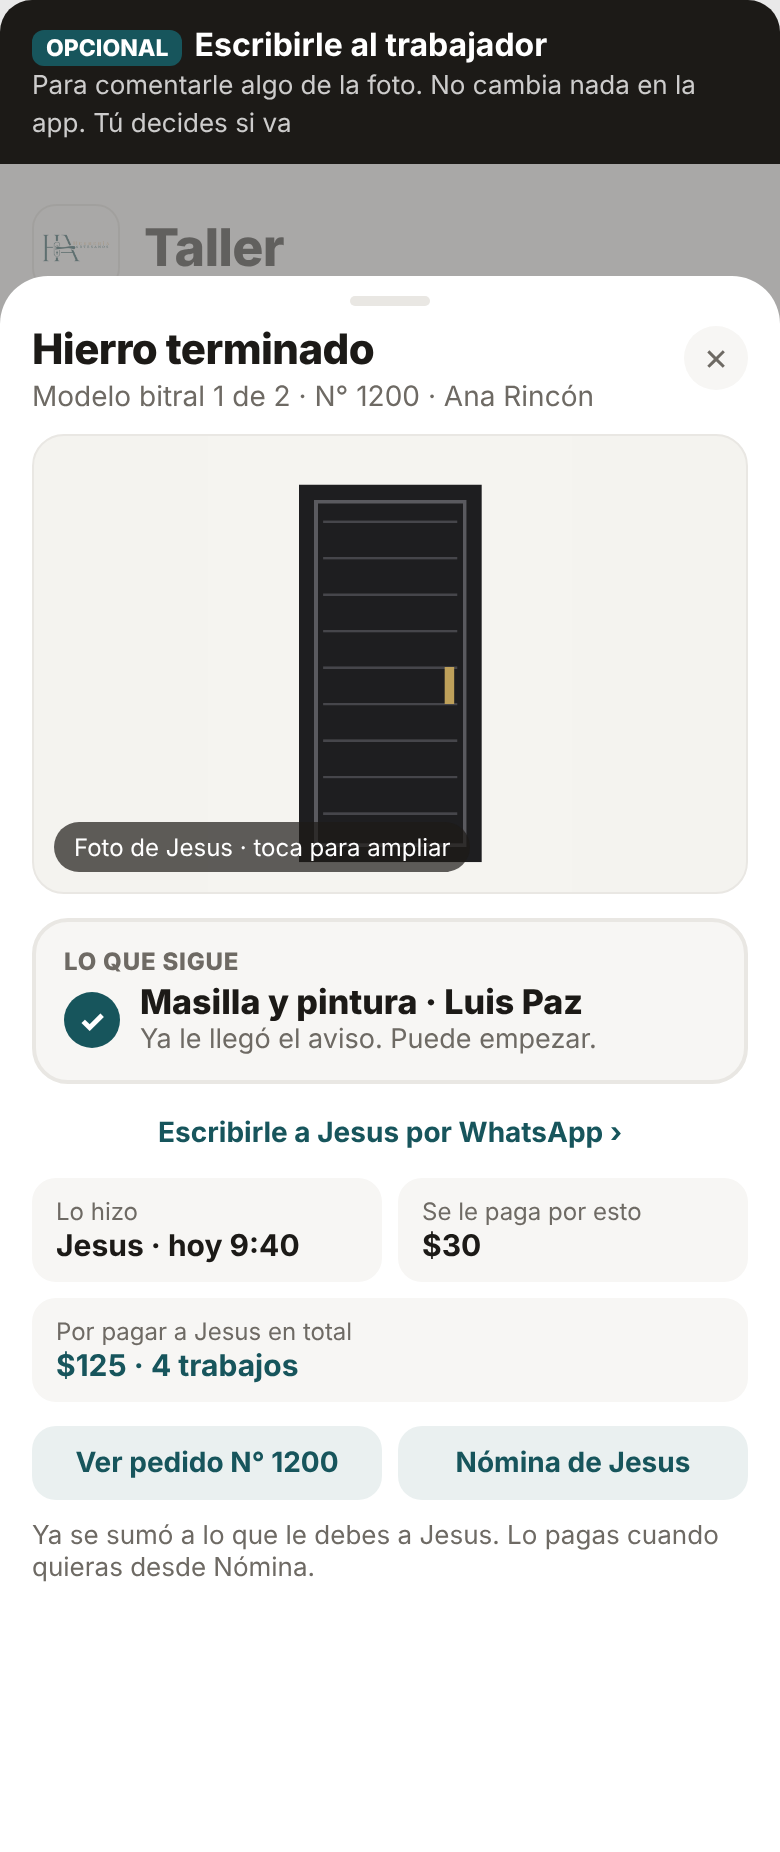 OPCIONAL Escribirle al trabajador
Para comentarle algo de la foto. No cambia nada en la
app. Tú decides si va
HA
Taller
Hierro terminado
Modelo bitral 1 de 2 · N° 1200 · Ana Rincón
Foto de Jesus · toca para ampliar
LO QUE SIGUE
Masilla y pintura · Luis Paz
Ya le llegó el aviso. Puede empezar.
Escribirle a Jesus por WhatsApp ›
Lo hizo
Jesus · hoy 9:40
Se le paga por esto
$30
Por pagar a Jesus en total
$125 · 4 trabajos
Ver pedido N° 1200
Nómina de Jesus
Ya se sumó a lo que le debes a Jesus. Lo pagas cuando
quieras desde Nómina.